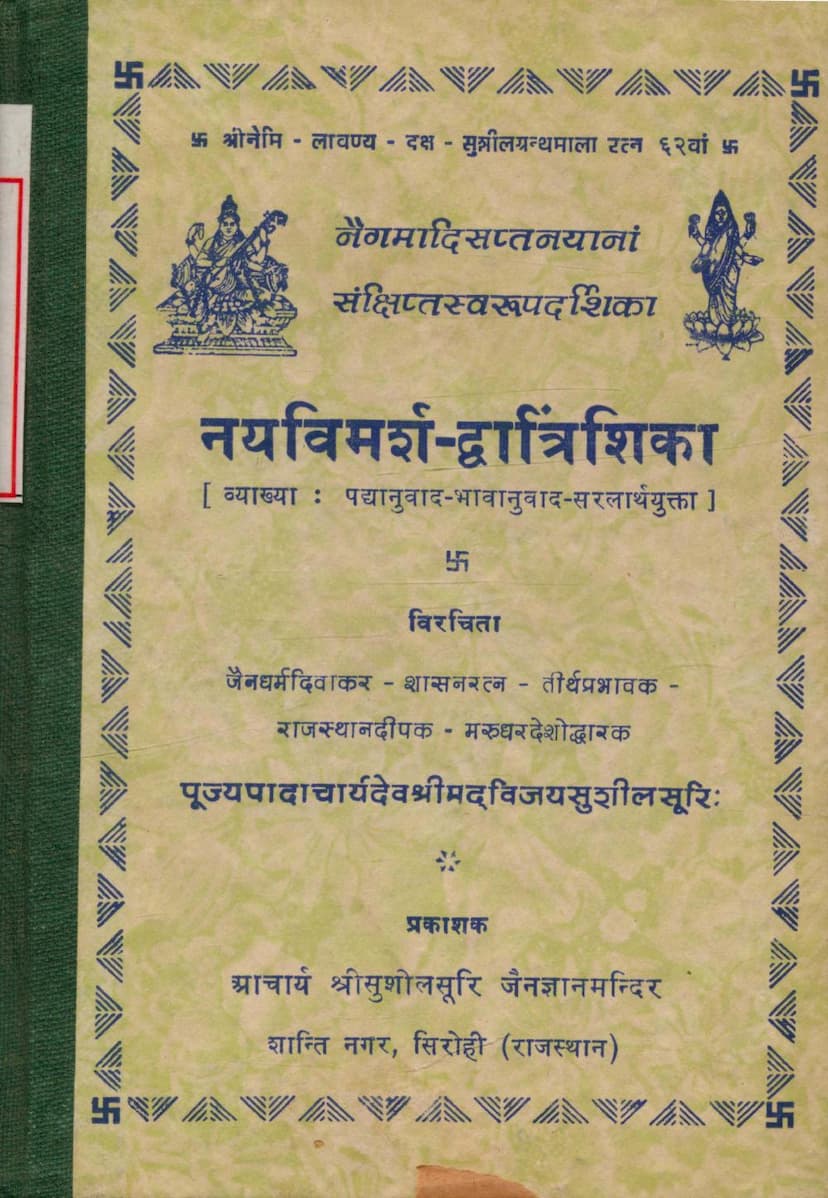 卐 श्रीनेमि - लावण्य - दक्ष - सुशीलग्रन्थमाला रत्न ६२वां 卐
नैगमादिसप्तनयानां
संक्षिप्तस्वरूपदर्शिका
नयविमर्श-द्वात्रिंशिका
[ व्याख्या : पद्यानुवाद-भावानुवाद-सरलार्थयुक्ता ]
卐
विरचिता
जैनधर्मदिवाकर - शासनरत्न - तीर्थप्रभावक -
राजस्थानदीपक - मरुधरदेशोद्धारक
पूज्यपादाचार्यदेवश्रीमद्विजयसुशीलसूरिः
प्रकाशक
आचार्य श्रीसुशीलसूरि जैनज्ञानमन्दिर
शान्ति नगर, सिरोही (राजस्थान)